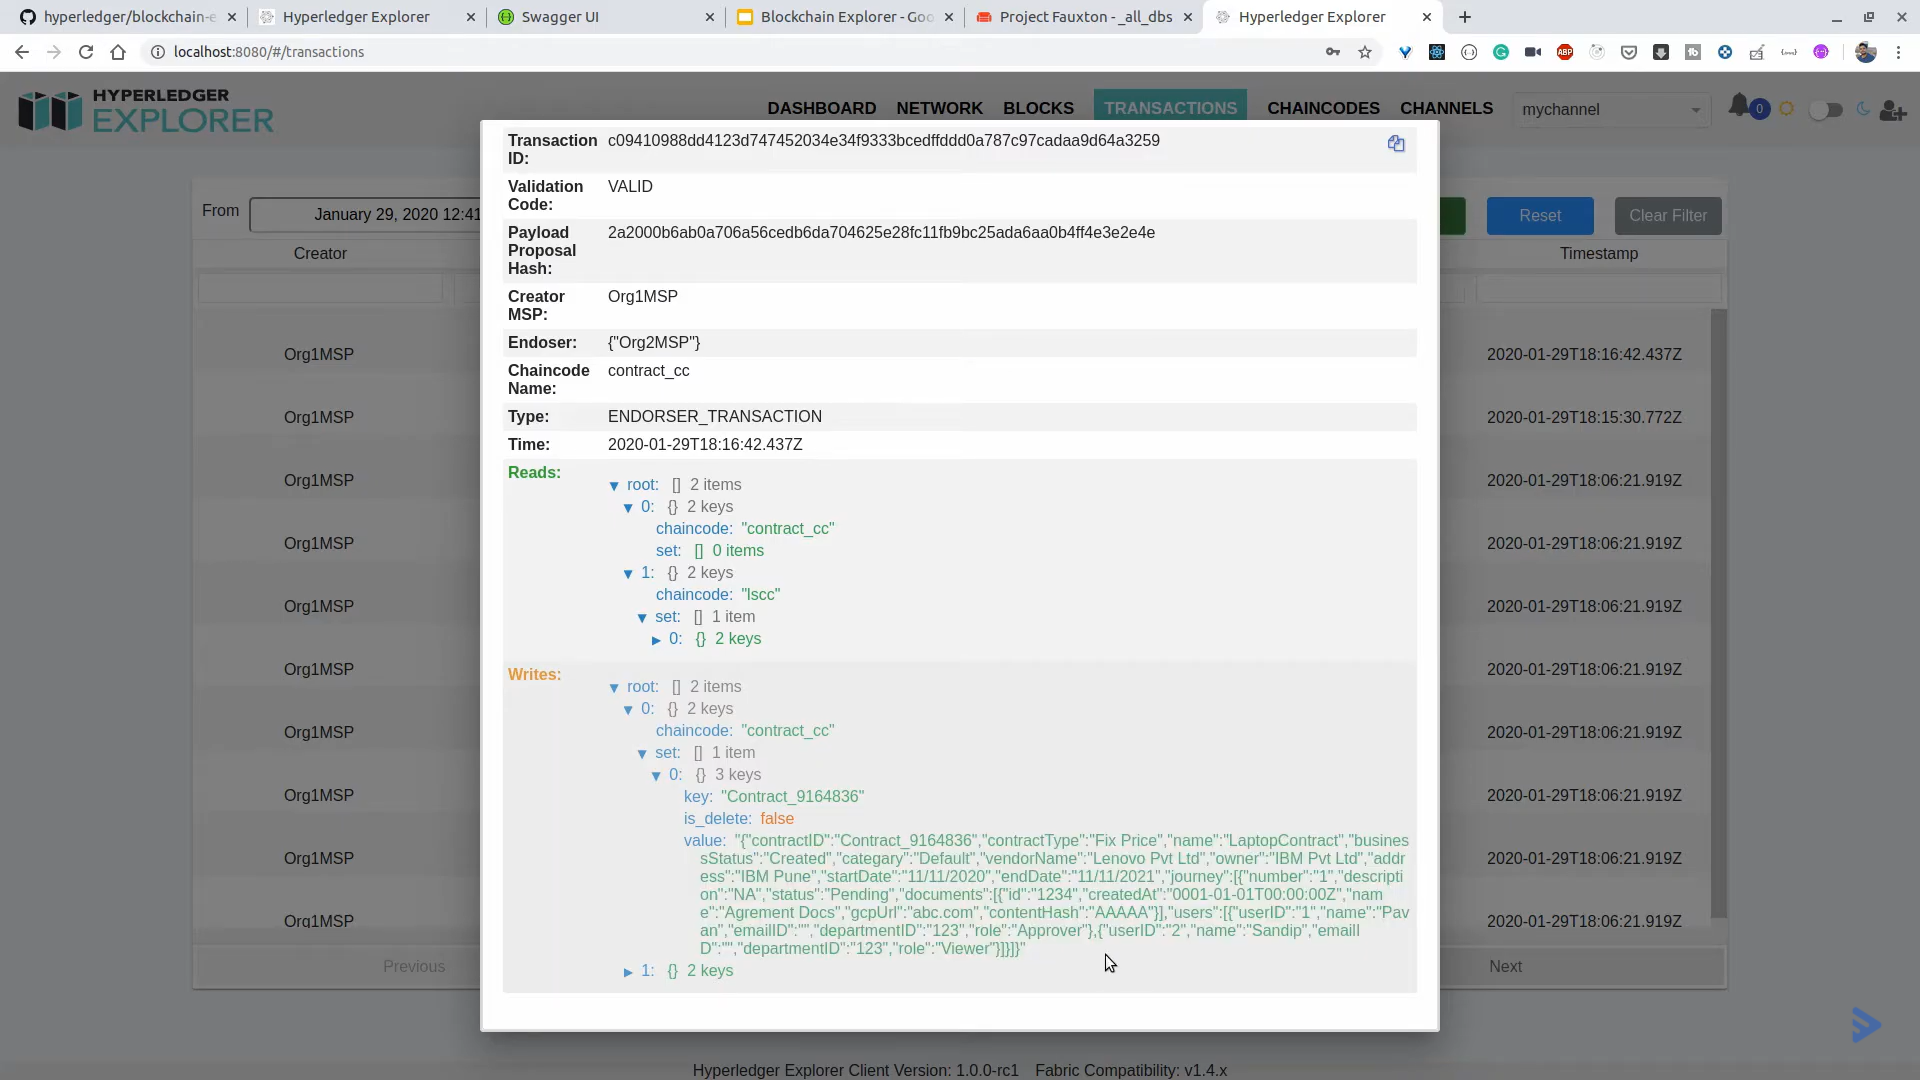 hyperledger/blockchain-e
Hyperledger Explorer
Swagger UI
Blockchain Explorer - Goo
Project Fauxton - _all_dbs
Hyperledger Explorer
localhost:8080/#/transactions
ABP
HYPERLEDGER
EXPLORER
DASHBOARD
NETWORK
BLOCKS
TRANSACTIONS
CHAINCODES
CHANNELS
mychannel
0
From
January 29, 2020 12:41
Reset
Clear Filter
Creator
Timestamp
Org1MSP
2020-01-29T18:16:42.437Z
Org1MSP
2020-01-29T18:15:30.772Z
Org1MSP
2020-01-29T18:06:21.919Z
Org1MSP
2020-01-29T18:06:21.919Z
Org1MSP
2020-01-29T18:06:21.919Z
Org1MSP
2020-01-29T18:06:21.919Z
Org1MSP
2020-01-29T18:06:21.919Z
Org1MSP
2020-01-29T18:06:21.919Z
Org1MSP
2020-01-29T18:06:21.919Z
Org1MSP
2020-01-29T18:06:21.919Z
Previous
Next
Transaction ID: c09410988dd4123d747452034e34f9333bcedffddd0a787c97cadaa9d64a3259
Validation Code: VALID
Payload Proposal Hash: 2a2000b6ab0a706a56cedb6da704625e28fc11fb9bc25ada6aa0b4ff4e3e2e4e
Creator MSP: Org1MSP
Endoser: {"Org2MSP"}
Chaincode Name: contract_cc
Type: ENDORSER_TRANSACTION
Time: 2020-01-29T18:16:42.437Z
Reads:
root: [] 2 items
0: {} 2 keys
chaincode: "contract_cc"
set: [] 0 items
1: {} 2 keys
chaincode: "lscc"
set: [] 1 item
0: {} 2 keys
Writes:
root: [] 2 items
0: {} 2 keys
chaincode: "contract_cc"
set: [] 1 item
0: {} 3 keys
key: "Contract_9164836"
is_delete: false
value: "{"contractID":"Contract_9164836","contractType":"Fix Price","name":"LaptopContract","busines
sStatus":"Created","categary":"Default","vendorName":"Lenovo Pvt Ltd","owner":"IBM Pvt Ltd","addr
ess":"IBM Pune","startDate":"11/11/2020","endDate":"11/11/2021","journey":[{"number":"1","descripti
on":"NA","status":"Pending","documents":[{"id":"1234","createdAt":"0001-01-01T00:00:00Z","nam
e":"Agrement Docs","gcpUrl":"abc.com","contentHash":"AAAAA"}],"users":[{"userID":"1","name":"Pav
an","emailID":"","departmentID":"123","role":"Approver"},{"userID":"2","name":"Sandip","emailI
D":"","departmentID":"123","role":"Viewer"}]}]}"
1: {} 2 keys
Hyperledger Explorer Client Version: 1.0.0-rc1 Fabric Compatibility: v1.4.x